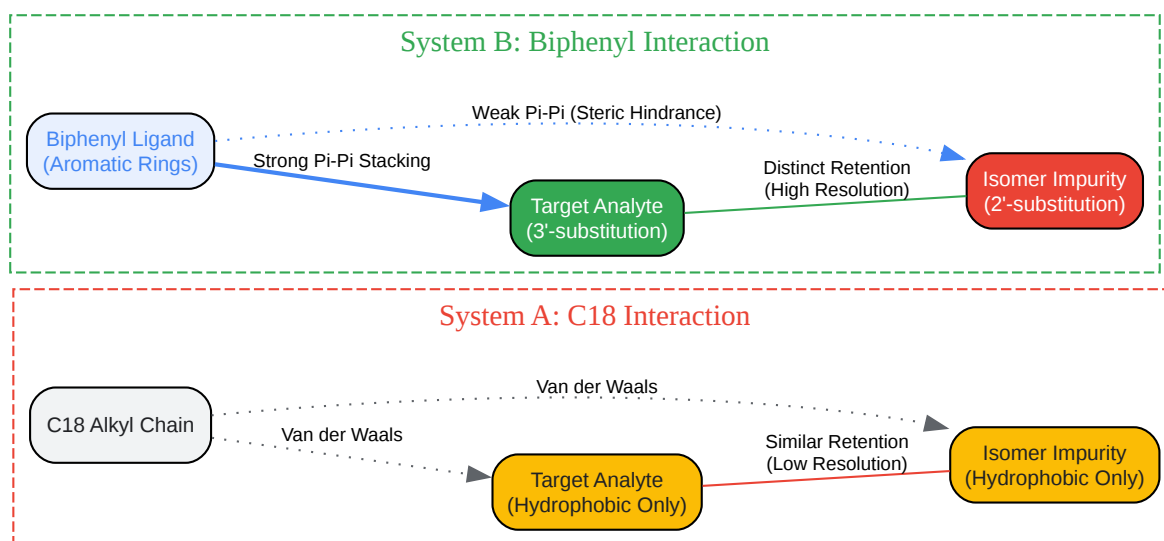 System B: Biphenyl Interaction
Weak Pi-Pi (Steric Hindrance)
Biphenyl Ligand
(Aromatic Rings)
Strong Pi-Pi Stacking
Distinct Retention
(High Resolution)
Isomer Impurity
(2'-substitution)
Target Analyte
(3'-substitution)
System A: C18 Interaction
Van der Waals
C18 Alkyl Chain
Van der Waals
Similar Retention
(Low Resolution)
Isomer Impurity
(Hydrophobic Only)
Target Analyte
(Hydrophobic Only)